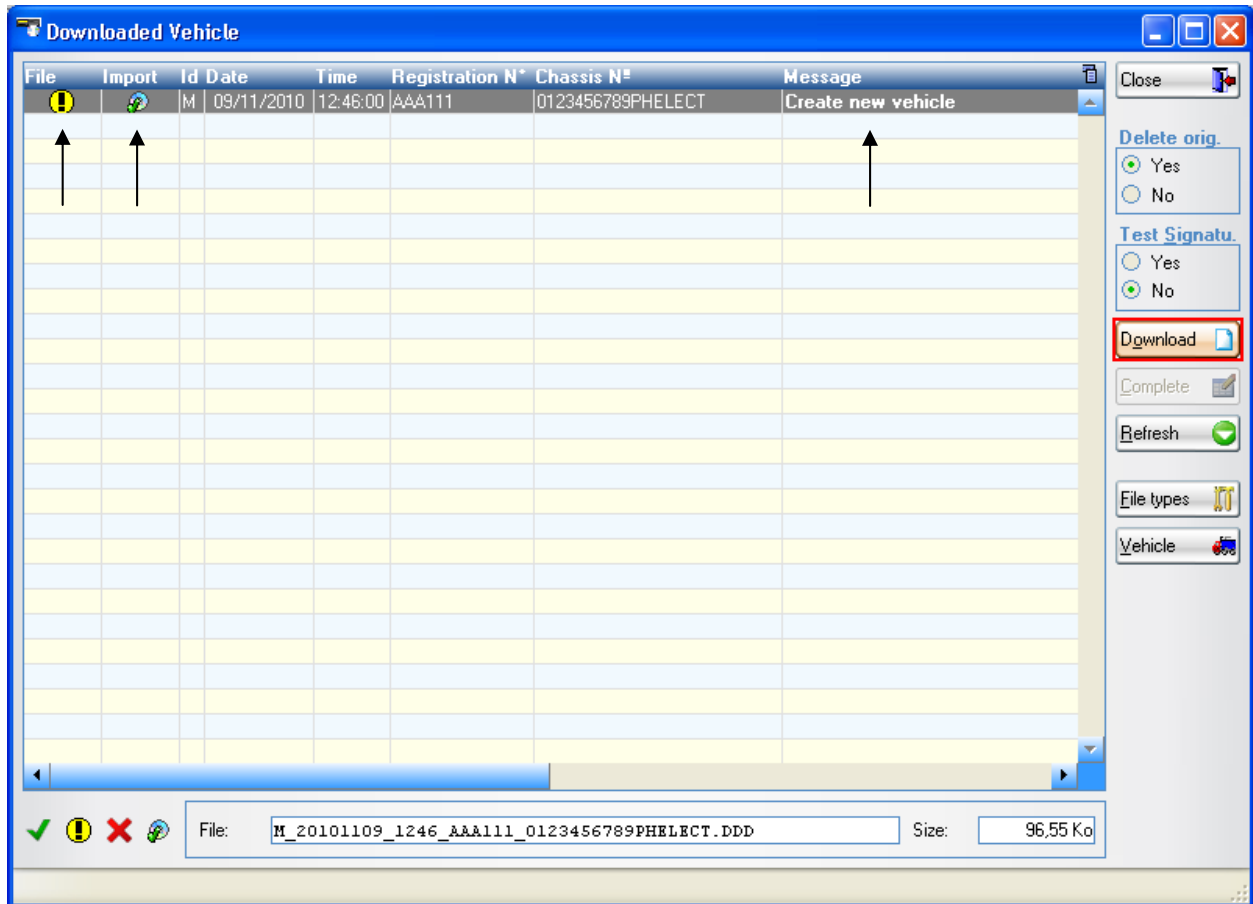 Downloaded Vehicle
File Import Id Date Time Registration N° Chassis Nº Message
M 09/11/2010 12:46:00 AAA111 0123456789PHELECT Create new vehicle
Close
Delete orig.
Yes
No
Test Signatu.
Yes
No
Download
Complete
Refresh
File types
Vehicle
File: M_20101109_1246_AAA111_0123456789PHELECT.DDD Size: 96,55 Ko